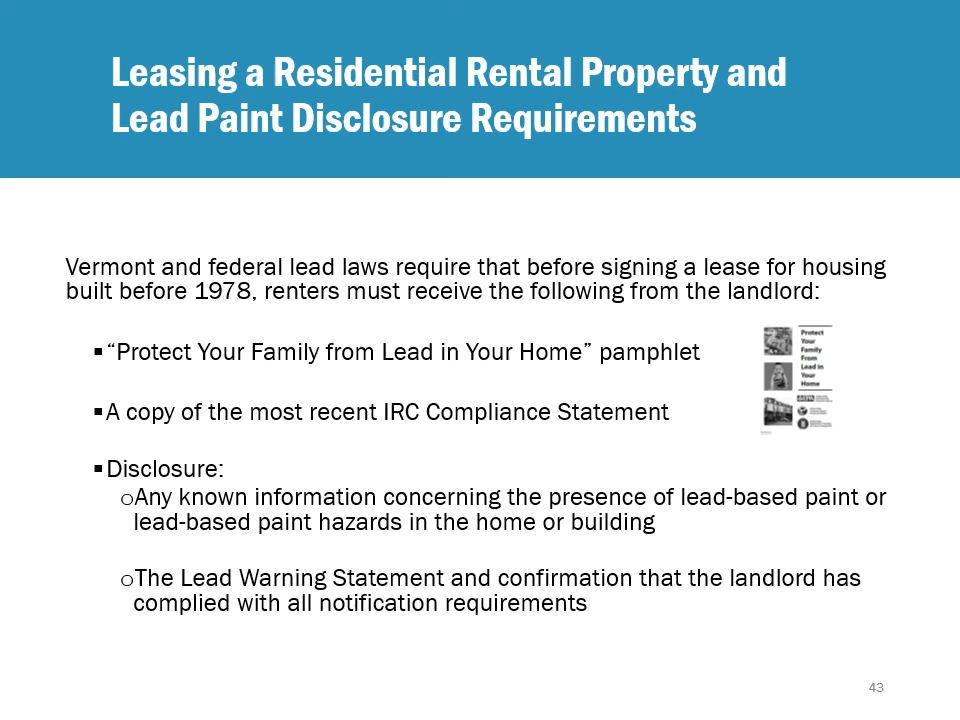 Leasing a Residential Rental Property and
Lead Paint Disclosure Requirements
Vermont and federal lead laws require that before signing a lease for housing
built before 1978, renters must receive the following from the landlord:
▪“Protect Your Family from Lead in Your Home” pamphlet
Protect
Your
Family
From
Lead in
Your
Home
▪A copy of the most recent IRC Compliance Statement
▪Disclosure:
oAny known information concerning the presence of lead-based paint or
lead-based paint hazards in the home or building
oThe Lead Warning Statement and confirmation that the landlord has
complied with all notification requirements
43